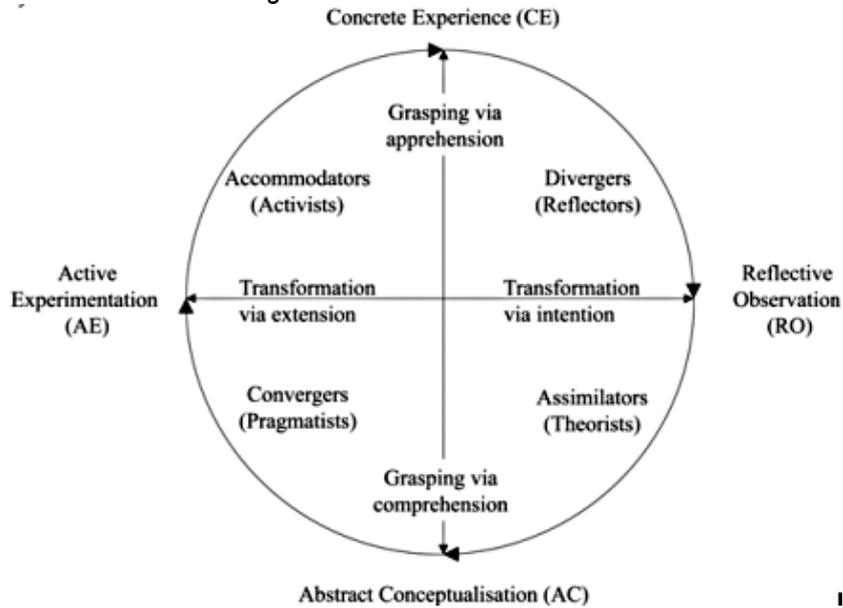 Concrete Experience (CE)
Grasping via
apprehension
Accommodators
(Activists)
Divergers
(Reflectors)
Active
Experimentation
(AE)
Transformation
via extension
Transformation
via intention
Reflective
Observation
(RO)
Convergers
(Pragmatists)
Assimilators
(Theorists)
Grasping via
comprehension
Abstract Conceptualisation (AC)